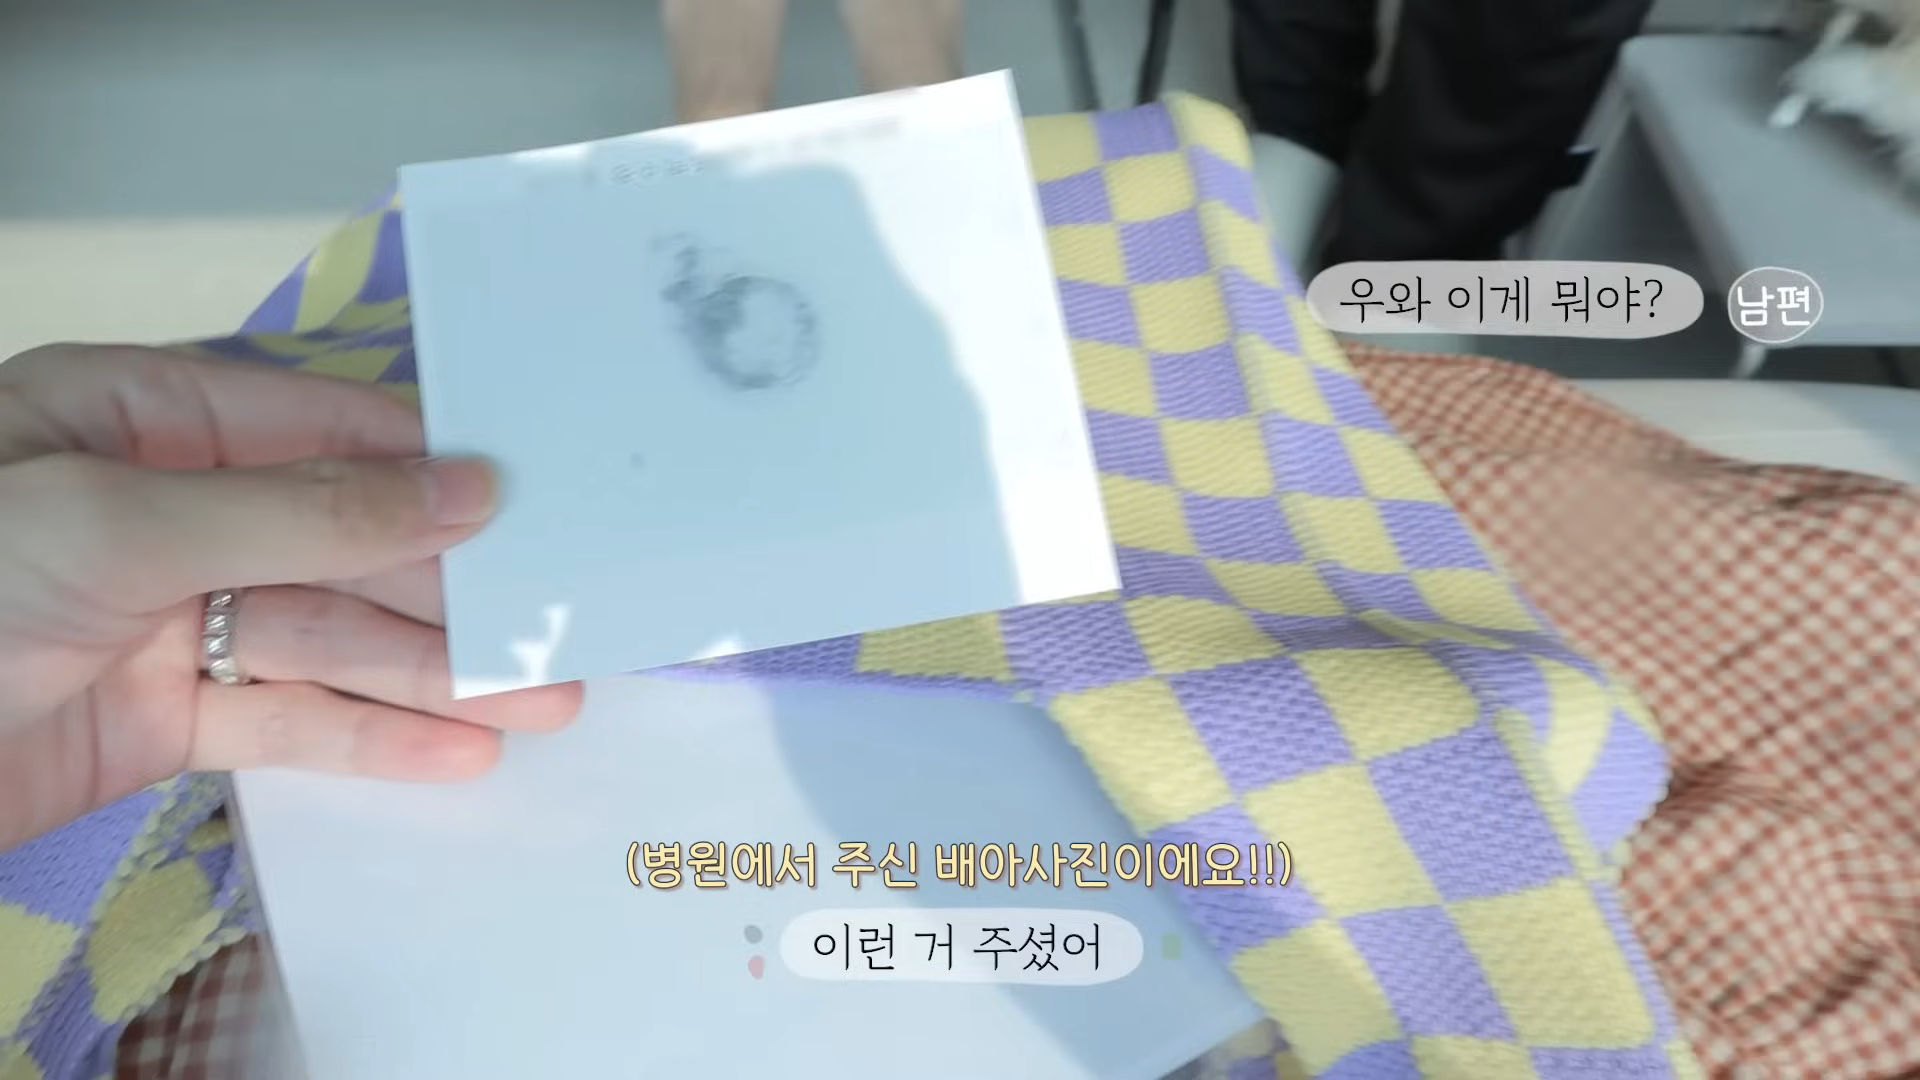 우와 이게 뭐야?
남편
(병원에서 주신 배아사진이에요!!)
이런 거 주셨어